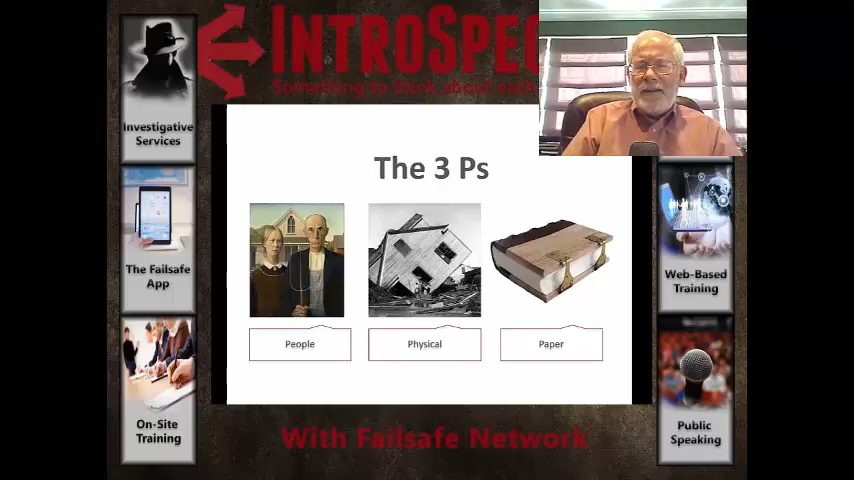 INTROSPEC
Something to think about each
Investigative
Services
The 3 Ps
The Failsafe
App
Web-Based
Training
People
Physical
Paper
On-Site
Training
Public
Speaking
With Failsafe Network